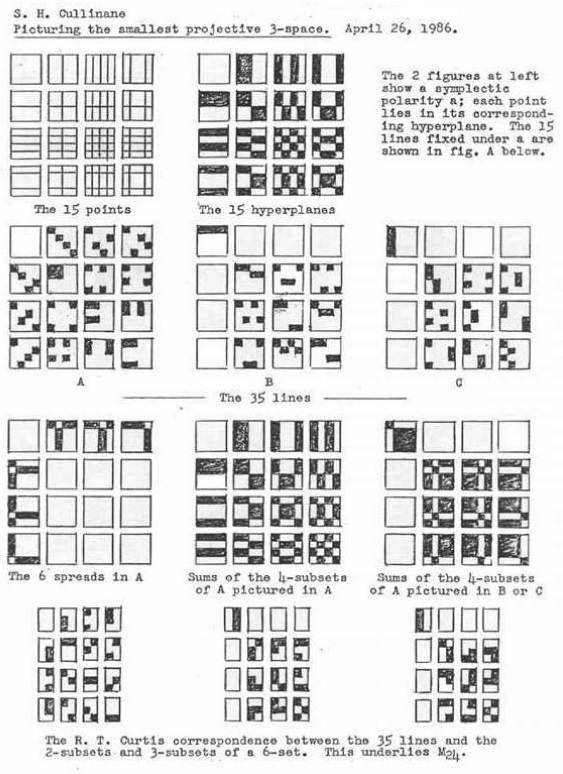 S. H. Cullinane
Picturing the smallest projective 3-space. April 26, 1986.
The 2 figures at left
show a symplectic
polarity a; each point
lies in its correspond-
ing hyperplane. The 15
lines fixed under a are
shown in fig. A below.
The 15 points
The 15 hyperplanes
A
B
C
The 35 lines
The 6 spreads in A
Sums of the 4-subsets
of A pictured in A
Sums of the 4-subsets
of A pictured in B or C
The R. T. Curtis correspondence between the 35 lines and the
2-subsets and 3-subsets of a 6-set. This underlies M24.